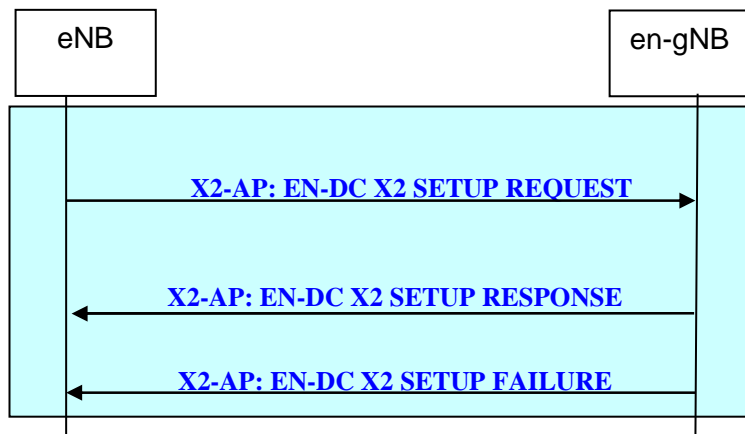 eNB
en-gNB
X2-AP: EN-DC X2 SETUP REQUEST
X2-AP: EN-DC X2 SETUP RESPONSE
X2-AP: EN-DC X2 SETUP FAILURE